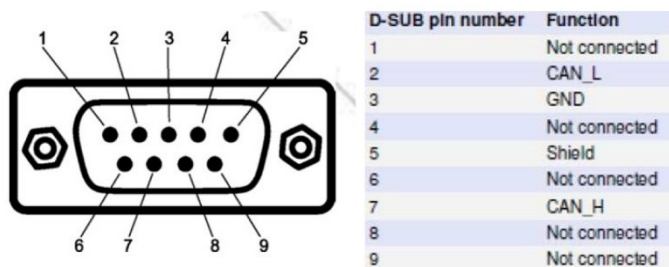 1 2 3 4 5
6 7 8 9
D-SUB pin number Function
1 Not connected
2 CAN_L
3 GND
4 Not connected
5 Shield
6 Not connected
7 CAN_H
8 Not connected
9 Not connected